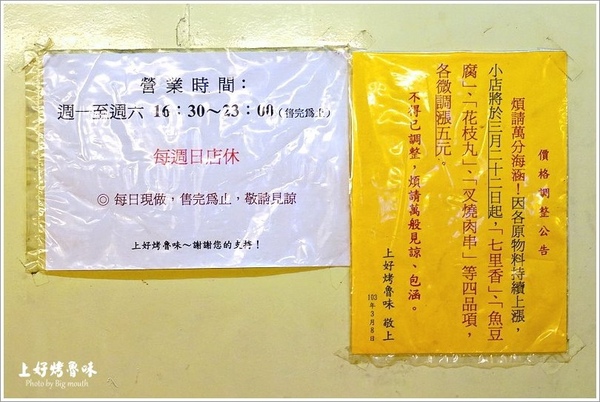 營業時間：
週一至週六 16：30～23：00（售完為止）
每週日店休
◎ 每日現做，售完為止，敬請見諒
上好烤魯味～謝謝您的支持！
價格調整公告
煩請萬分海涵！因各原物料持續上漲，
小店將於三月二十二日起，「七里香」、「魚豆
腐」、「花枝丸」、「叉燒肉串」等四品項，
各微調漲五元。
不得已調整，煩請萬般見諒、包涵。
上好烤魯味 敬上
103年3月8日
上好烤魯味
Photo by Big mouth